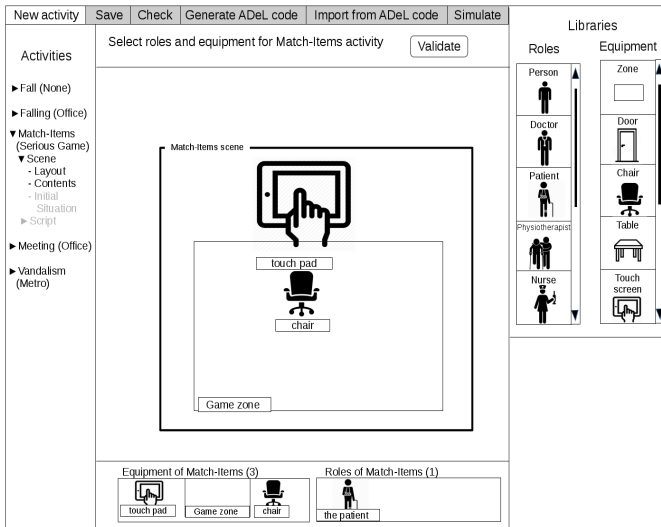 New activity
Save
Check
Generate ADeL code
Import from ADeL code
Simulate
Activities
►Fall (None)
►Falling (Office)
▼Match-Items
(Serious Game)
▼Scene
- Layout
- Contents
- Initial
Situation
►Script
►Meeting (Office)
►Vandalism
(Metro)
Select roles and equipment for Match-Items activity
Validate
Match-Items scene
touch pad
chair
Game zone
Equipment of Match-Items (3)
touch pad
Game zone
chair
Roles of Match-Items (1)
the patient
Libraries
Roles
Person
Doctor
Patient
Physiotherapist
Nurse
Equipment
Zone
Door
Chair
Table
Touch
screen